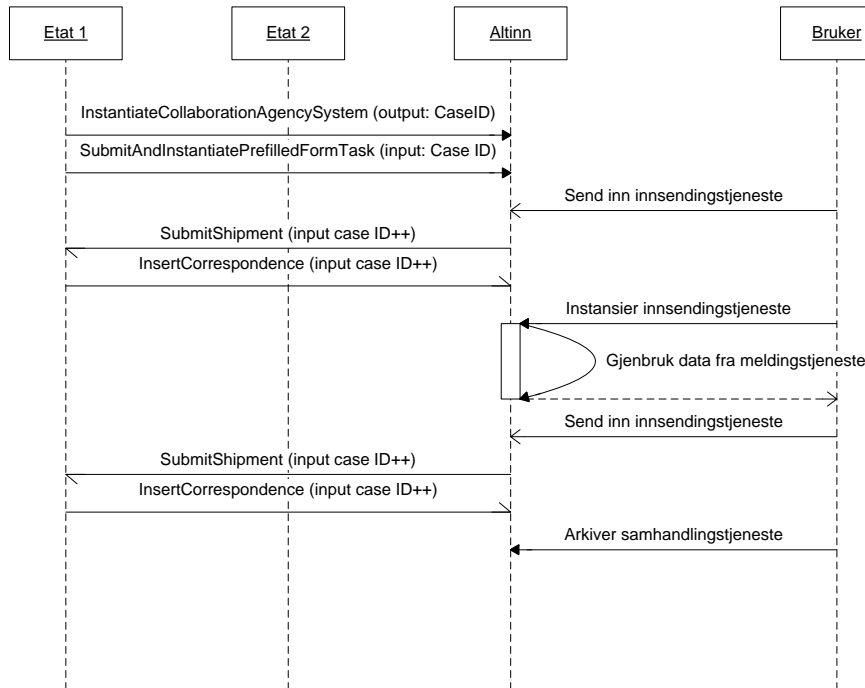 Etat 1
Etat 2
Altinn
Bruker
InstantiateCollaborationAgencySystem (output: CaseID)
SubmitAndInstantiatePrefilledFormTask (input: Case ID)
Send inn innsendingstjeneste
SubmitShipment (input case ID++)
InsertCorrespondence (input case ID++)
Instansier innsendingstjeneste
Gjenbruk data fra meldingstjeneste
Send inn innsendingstjeneste
SubmitShipment (input case ID++)
InsertCorrespondence (input case ID++)
Arkiver samhandlingstjeneste